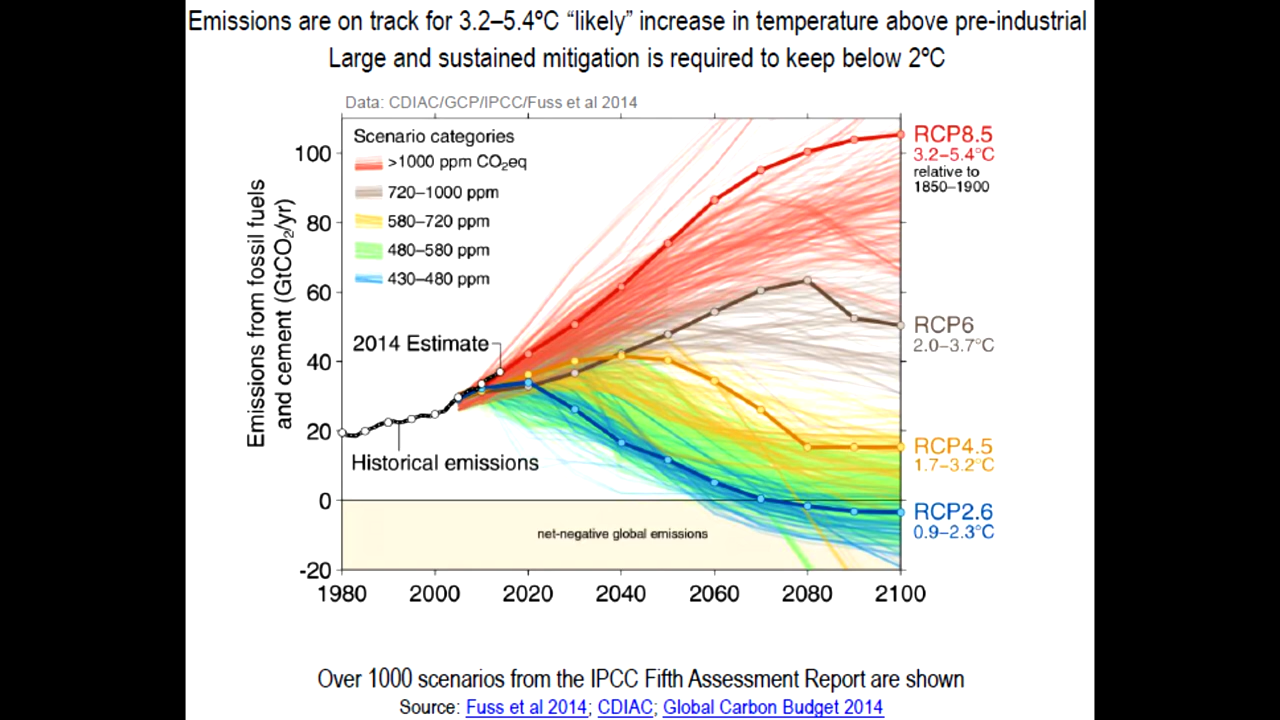 Emissions are on track for 3.2–5.4ºC “likely” increase in temperature above pre-industrial
Large and sustained mitigation is required to keep below 2ºC
Data: CDIAC/GCP/IPCC/Fuss et al 2014
Scenario categories
>1000 ppm CO₂eq
720–1000 ppm
580–720 ppm
480–580 ppm
430–480 ppm
2014 Estimate
Historical emissions
net-negative global emissions
Emissions from fossil fuels
and cement (GtCO₂/yr)
100
80
60
40
20
0
-20
1980 2000 2020 2040 2060 2080 2100
RCP8.5
3.2–5.4°C
relative to
1850–1900
RCP6
2.0–3.7°C
RCP4.5
1.7–3.2°C
RCP2.6
0.9–2.3°C
Over 1000 scenarios from the IPCC Fifth Assessment Report are shown
Source: Fuss et al 2014; CDIAC; Global Carbon Budget 2014